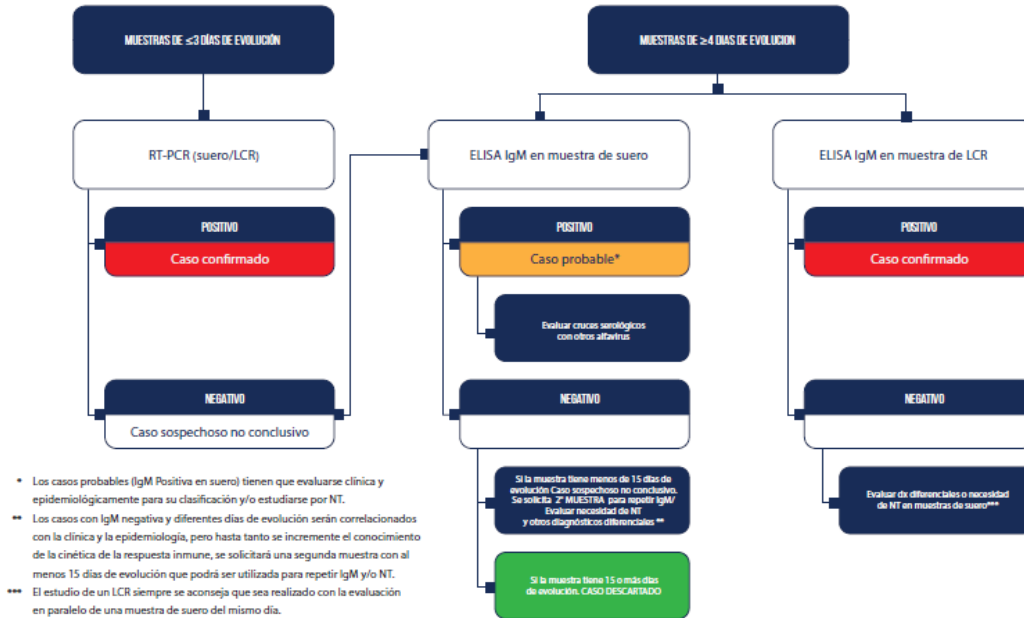 MUESTRAS DE ≤3 DÍAS DE EVOLUCIÓN
MUESTRAS DE ≥4 DIAS DE EVOLUCION
RT-PCR (suero/LCR)
ELISA IgM en muestra de suero
ELISA IgM en muestra de LCR
POSITIVO
Caso confirmado
POSITIVO
Caso probable*
POSITIVO
Caso confirmado
Evaluar cruces serológicos
con otros alfavirus
NEGATIVO
Caso sospechoso no conclusivo
NEGATIVO
NEGATIVO
Si la muestra tiene menos de 15 días de
evolución Caso sospechoso no conclusivo.
Se solicita 2° MUESTRA para repetir IgM/
Evaluar necesidad de NT
y otros diagnósticos diferenciales **
Evaluar dx diferenciales o necesidad
de NT en muestras de suero***
Si la muestra tiene 15 o más días
de evolución. CASO DESCARTADO
* Los casos probables (IgM Positiva en suero) tienen que evaluarse clínica y
epidemiológicamente para su clasificación y/o estudiarse por NT.
** Los casos con IgM negativa y diferentes días de evolución serán correlacionados
con la clínica y la epidemiología, pero hasta tanto se incremente el conocimiento
de la cinética de la respuesta inmune, se solicitará una segunda muestra con al
menos 15 días de evolución que podrá ser utilizada para repetir IgM y/o NT.
*** El estudio de un LCR siempre se aconseja que sea realizado con la evaluación
en paralelo de una muestra de suero del mismo día.